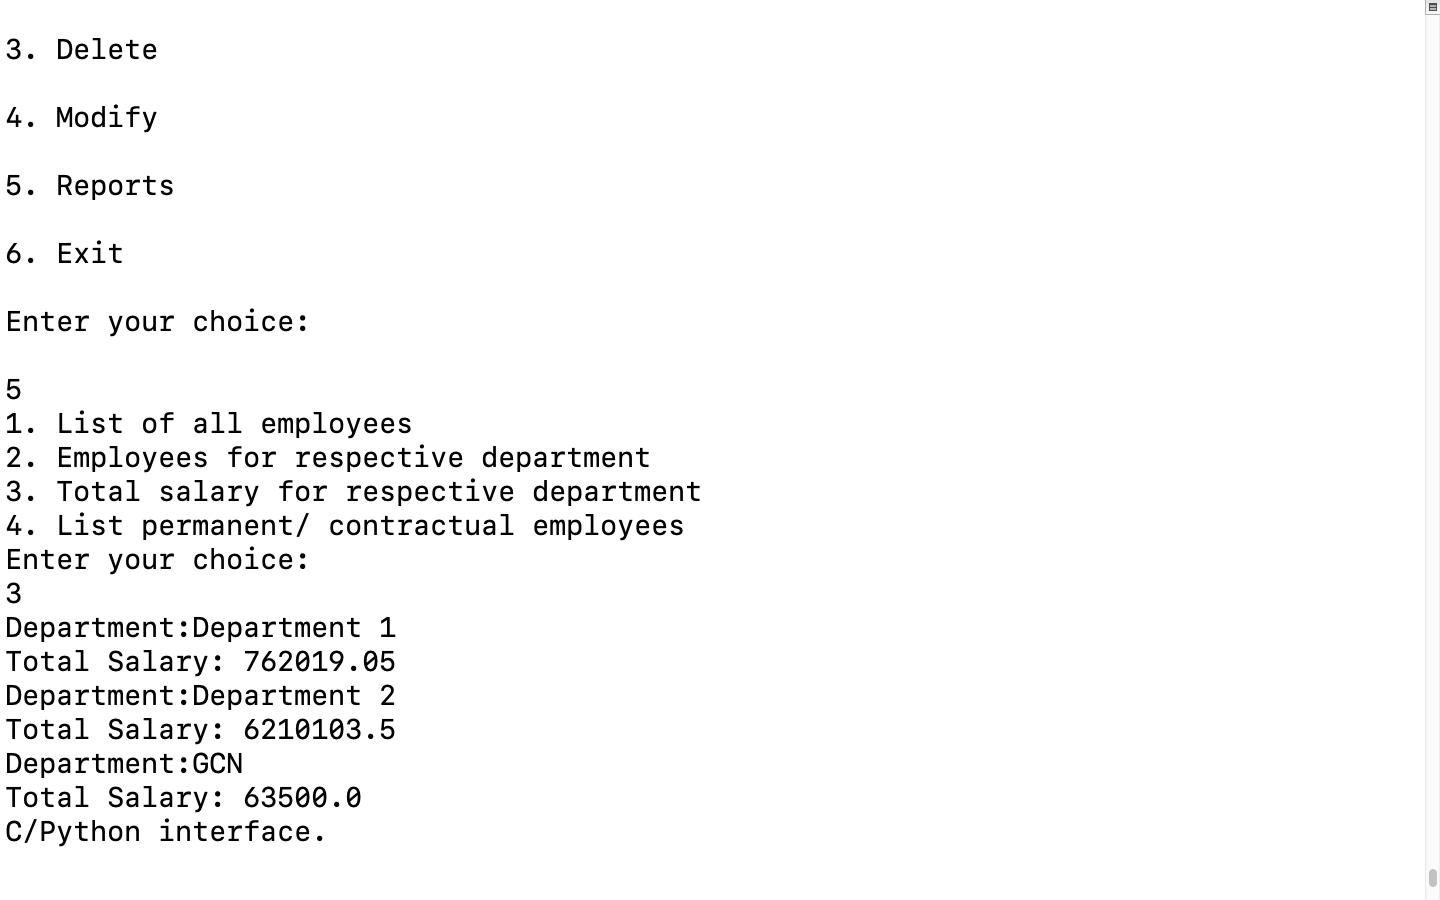 3. Delete
4. Modify
5. Reports
6. Exit
Enter your choice:
5
1. List of all employees
2. Employees for respective department
3. Total salary for respective department
4. List permanent/ contractual employees
Enter your choice:
3
Department:Department 1
Total Salary: 762019.05
Department:Department 2
Total Salary: 6210103.5
Department:GCN
Total Salary: 63500.0
C/Python interface.